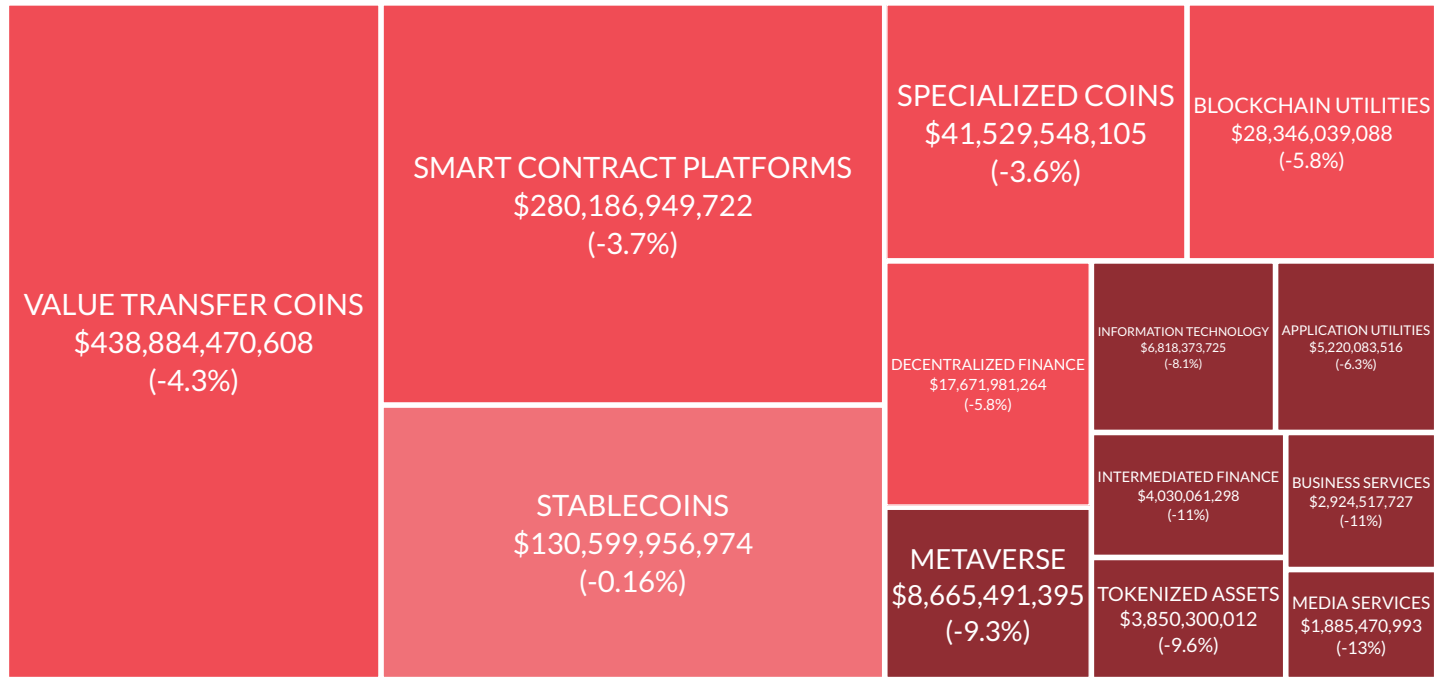 VALUE TRANSFER COINS
$438,884,470,608
(-4.3%)
SMART CONTRACT PLATFORMS
$280,186,949,722
(-3.7%)
STABLECOINS
$130,599,956,974
(-0.16%)
SPECIALIZED COINS
$41,529,548,105
(-3.6%)
BLOCKCHAIN UTILITIES
$28,346,039,088
(-5.8%)
DECENTRALIZED FINANCE
$17,671,981,264
(-5.8%)
METAVERSE
$8,665,491,395
(-9.3%)
INFORMATION TECHNOLOGY
$6,818,373,725
(-8.1%)
APPLICATION UTILITIES
$5,220,083,516
(-6.3%)
INTERMEDIATED FINANCE
$4,030,061,298
(-11%)
BUSINESS SERVICES
$2,924,517,727
(-11%)
TOKENIZED ASSETS
$3,850,300,012
(-9.6%)
MEDIA SERVICES
$1,885,470,993
(-13%)